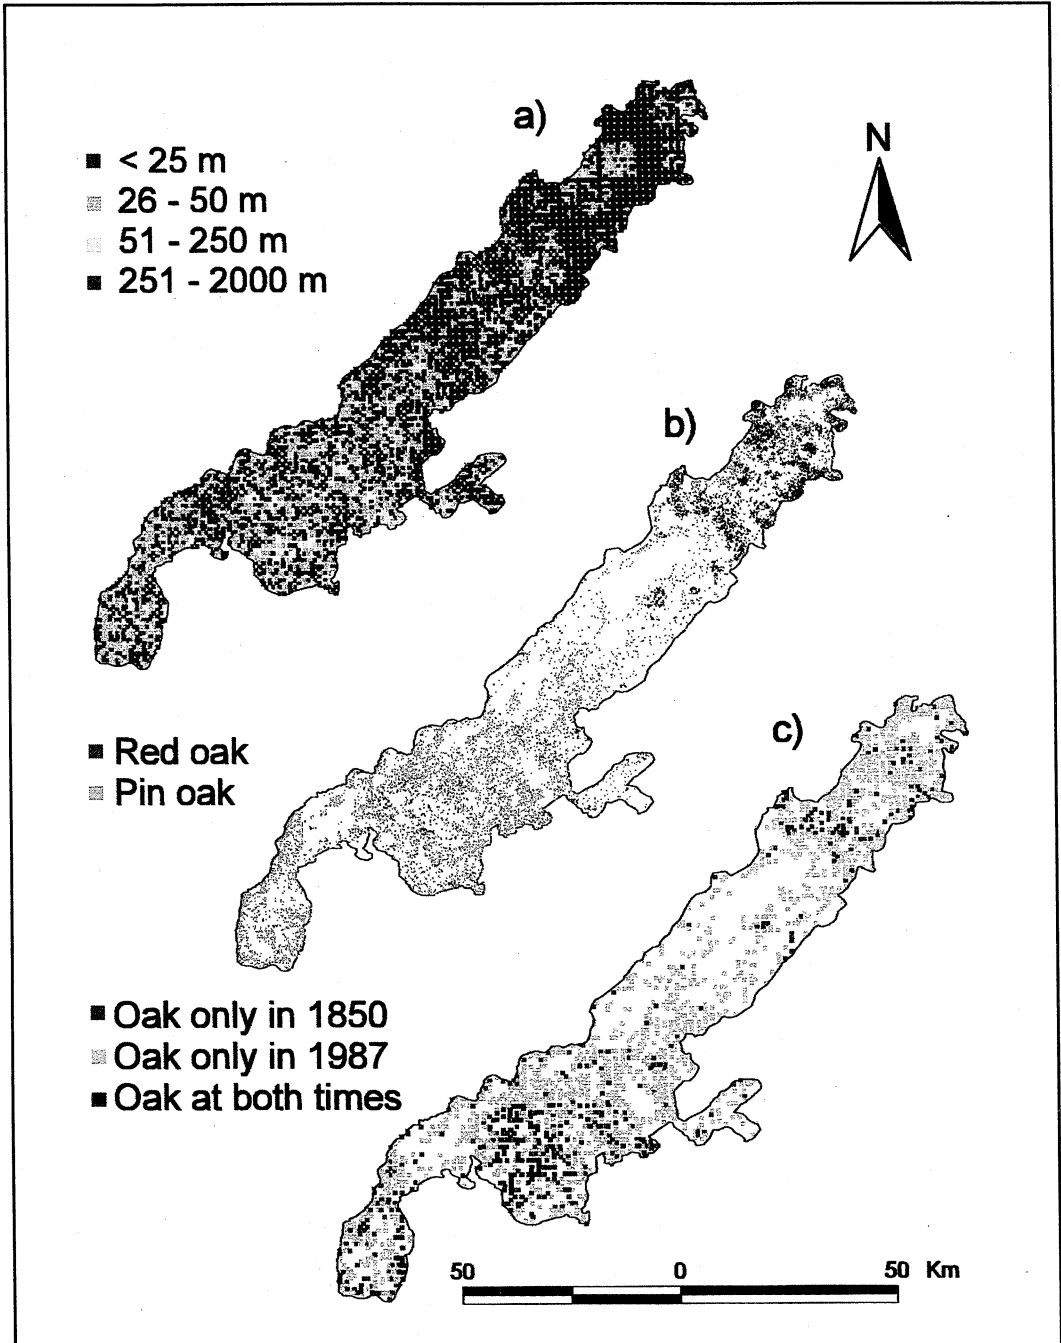 a)
N
< 25 m
26 - 50 m
51 - 250 m
251 - 2000 m
b)
c)
Red oak
Pin oak
Oak only in 1850
Oak only in 1987
Oak at both times
50 0 50 Km